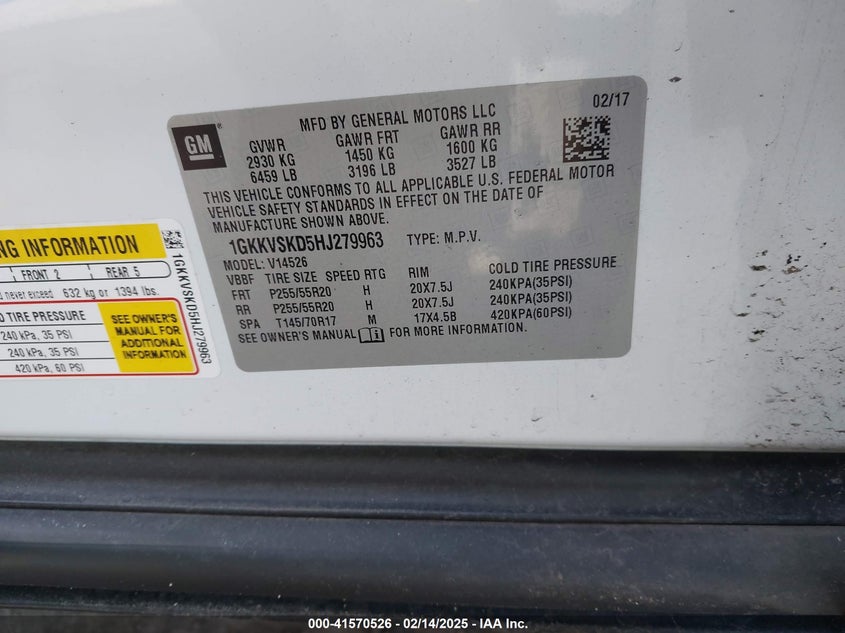 MFD BY GENERAL MOTORS LLC 02/17
GM ®
GVWR GAWR FRT GAWR RR
2930 KG 1450 KG 1600 KG
6459 LB 3196 LB 3527 LB
THIS VEHICLE CONFORMS TO ALL APPLICABLE U.S. FEDERAL MOTOR
VEHICLE SAFETY STANDARDS IN EFFECT ON THE DATE OF
MANUFACTURE SHOWN ABOVE.
1GKKVSKD5HJ279963 TYPE: M.P.V.
MODEL: V14526
VBBF TIRE SIZE SPEED RTG RIM COLD TIRE PRESSURE
FRT P255/55R20 H 20X7.5J 240KPA(35PSI)
RR P255/55R20 H 20X7.5J 240KPA(35PSI)
SPA T145/70R17 M 17X4.5B 420KPA(60PSI)
SEE OWNER'S MANUAL FOR MORE INFORMATION.
INFORMATION
FRONT 2 REAR 5
never exceed 632 kg or 1394 lbs.
TIRE PRESSURE
240 kPa, 35 PSI
240 kPa, 35 PSI
420 kPa, 60 PSI
SEE OWNER'S
MANUAL FOR
ADDITIONAL
INFORMATION
1GKKVSKD5HJ279963
000-41570526 - 02/14/2025 - IAA Inc.